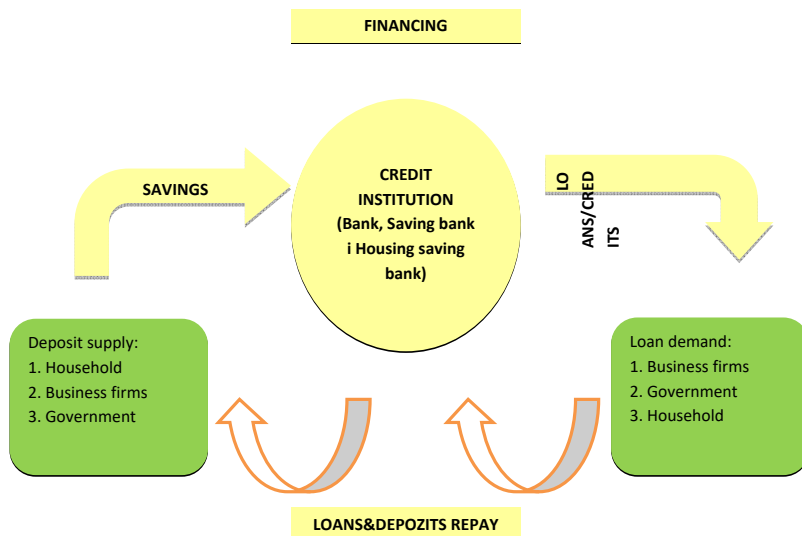 FINANCING
SAVINGS
CREDIT
INSTITUTION
(Bank, Saving bank
i Housing saving
bank)
LO
ANS/CRED
ITS
Deposit supply:
1. Household
2. Business firms
3. Government
Loan demand:
1. Business firms
2. Government
3. Household
LOANS&DEPOZITS REPAY